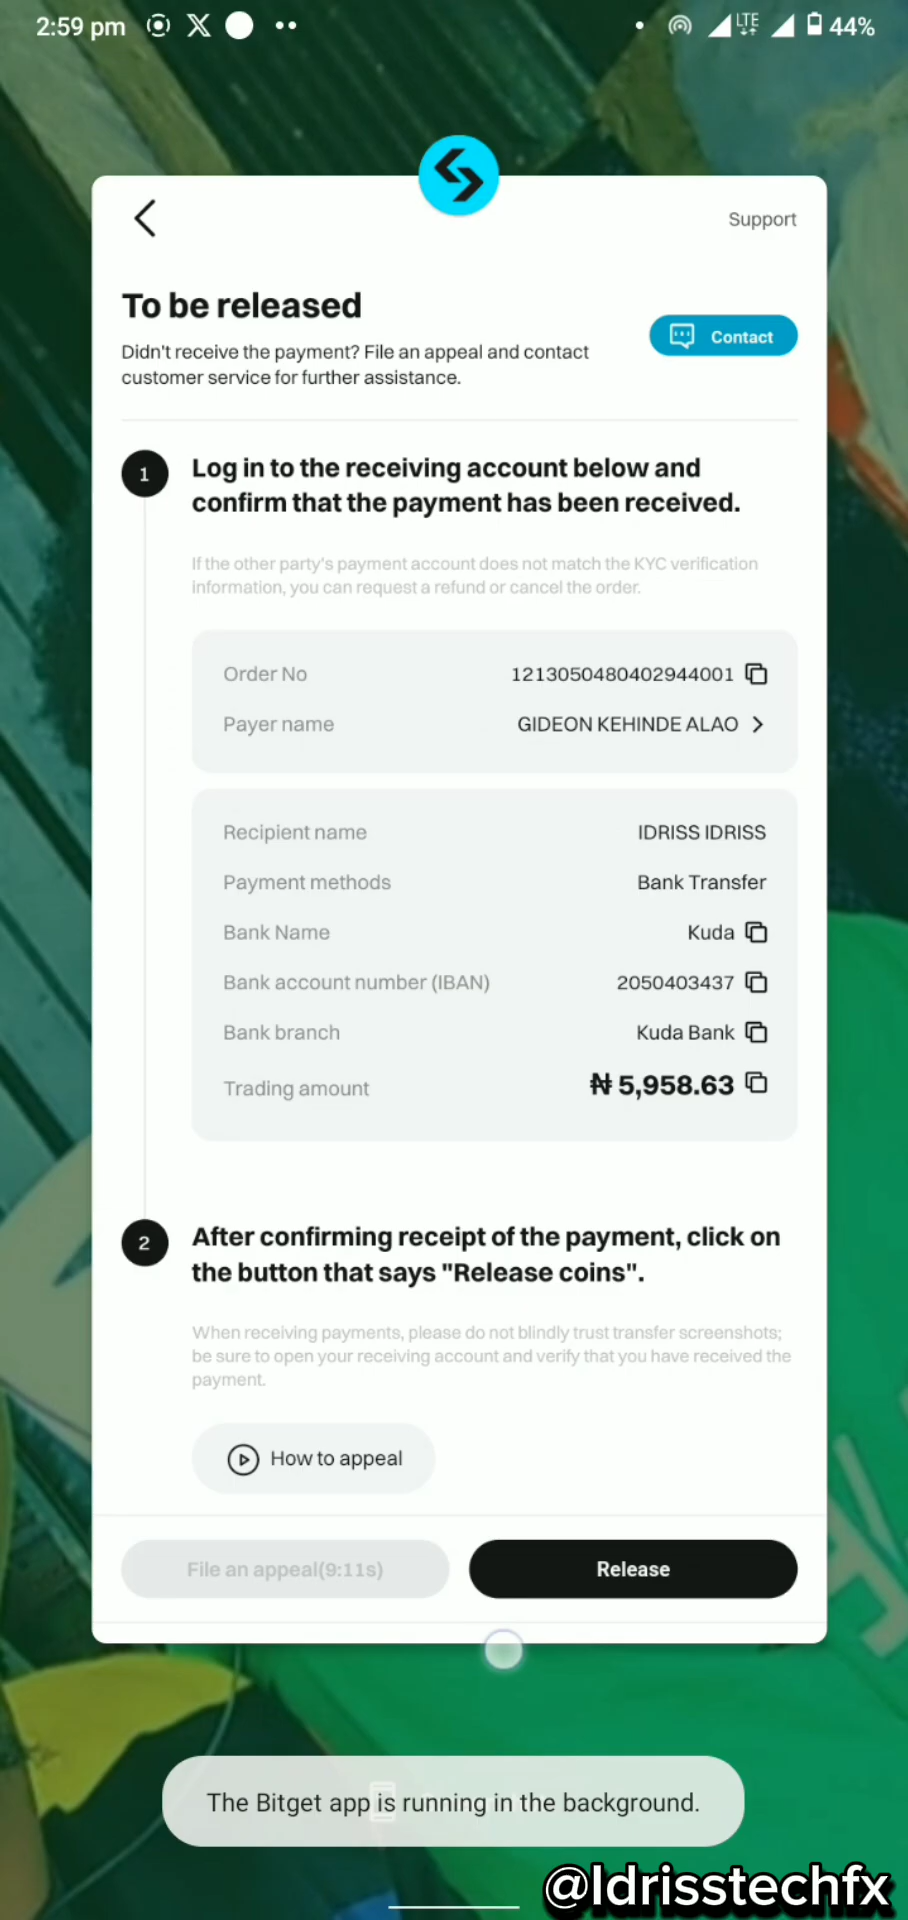 2:59 pm LTE 44%
Support
To be released
Didn't receive the payment? File an appeal and contact
customer service for further assistance.
Contact
1
Log in to the receiving account below and
confirm that the payment has been received.
If the other party's payment account does not match the KYC verification
information, you can request a refund or cancel the order.
Order No 1213050480402944001
Payer name GIDEON KEHINDE ALAO
Recipient name IDRISS IDRISS
Payment methods Bank Transfer
Bank Name Kuda
Bank account number (IBAN) 2050403437
Bank branch Kuda Bank
Trading amount ₦ 5,958.63
2
After confirming receipt of the payment, click on
the button that says "Release coins".
When receiving payments, please do not blindly trust transfer screenshots;
be sure to open your receiving account and verify that you have received the
payment.
How to appeal
File an appeal(9:11s) Release
The Bitget app is running in the background.
@Idrisstechfx